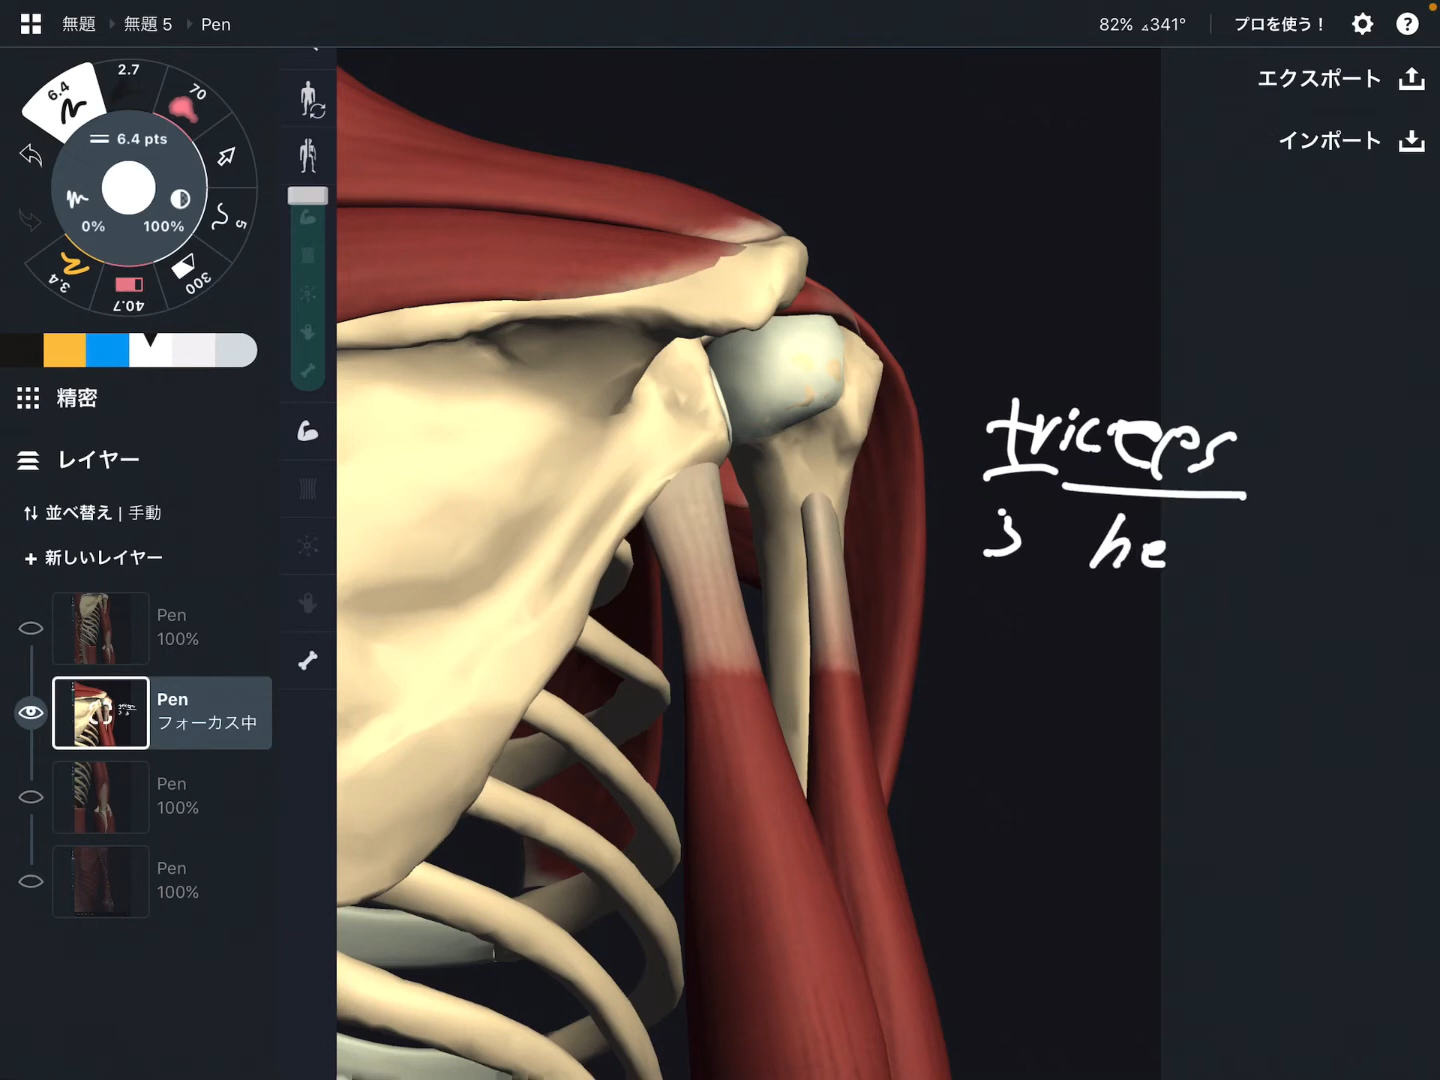 無題 無題 5 Pen
82% ⊿341° プロを使う!
エクスポート
インポート
6.4 2.7 70 5 300 40.7 3.4
6.4 pts
0% 100%
精密
レイヤー
並べ替え | 手動
+ 新しいレイヤー
Pen
100%
Pen
フォーカス中
Pen
100%
Pen
100%
triceps
3 he